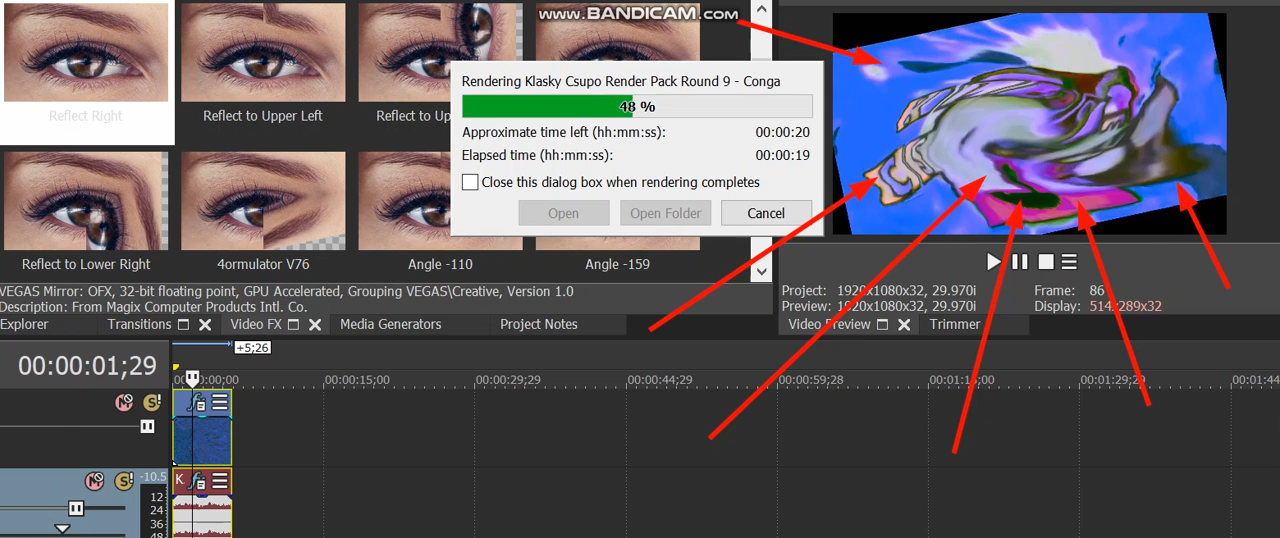 www.BANDICAM.com
Reflect Right
Reflect to Upper Left
Reflect to Up
Rendering Klasky Csupo Render Pack Round 9 - Conga
48 %
Approximate time left (hh:mm:ss): 00:00:20
Elapsed time (hh:mm:ss): 00:00:19
Close this dialog box when rendering completes
Open
Open Folder
Cancel
Reflect to Lower Right
4ormulator V76
Angle -110
Angle -159
VEGAS Mirror: OFX, 32-bit floating point, GPU Accelerated, Grouping VEGAS\Creative, Version 1.0
Description: From Magix Computer Products Intl. Co.
Explorer
Transitions
Video FX
Media Generators
Project Notes
Project: 1920x1080x32, 29.970i
Frame: 86
Preview: 1920x1080x32, 29.970i
Display: 514x289x32
Video Preview
Trimmer
+5;26
00:00:01;29
00:00:15;00
00:00:29;29
00:00:44;29
00:00:59;28
00:01:29;29
00:01:44
M
S!
M
S!
-10.5
K
12
24
36
48